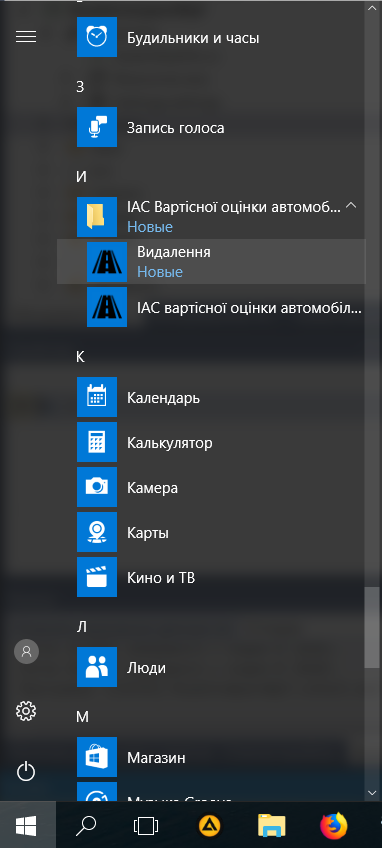 Будильники и часы
З
Запись голоса
И
ІАС Вартісної оцінки автомоб...
Новые
Видалення
Новые
ІАС вартісної оцінки автомобіл...
К
Календарь
Калькулятор
Камера
Карты
Кино и ТВ
Л
Люди
М
Магазин